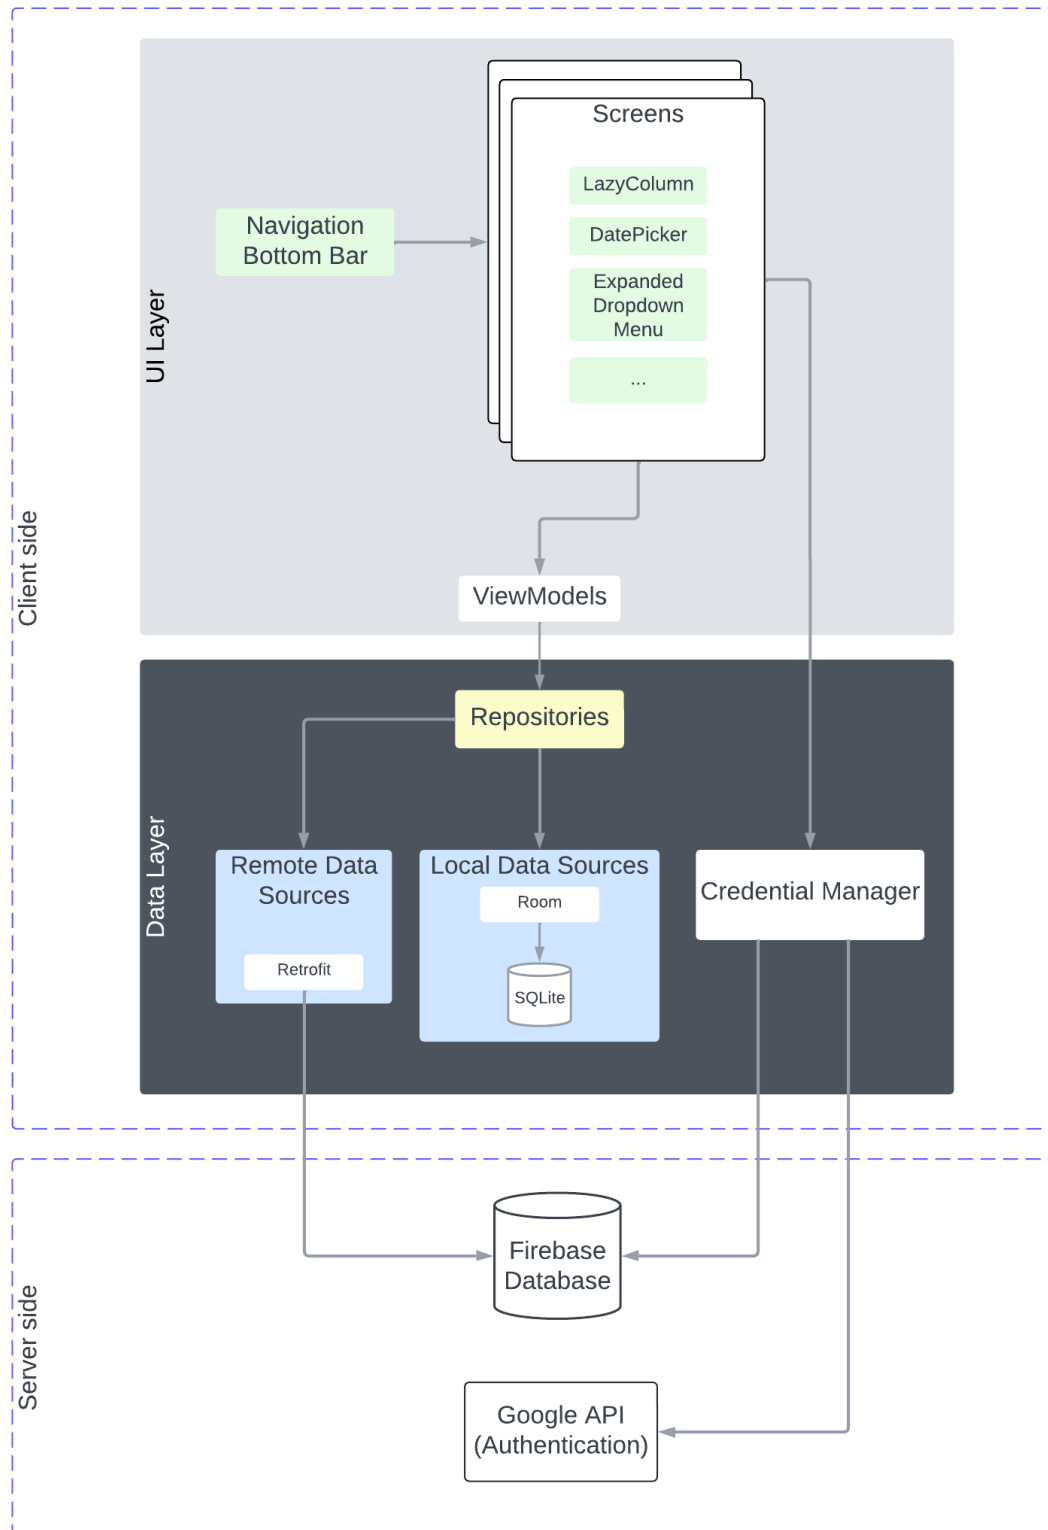 Screens
LazyColumn
DatePicker
Expanded
Dropdown
Menu
...
Navigation
Bottom Bar
UI Layer
ViewModels
Client side
Repositories
Data Layer
Remote Data
Sources
Retrofit
Local Data Sources
Room
SQLite
Credential Manager
Server side
Firebase
Database
Google API
(Authentication)